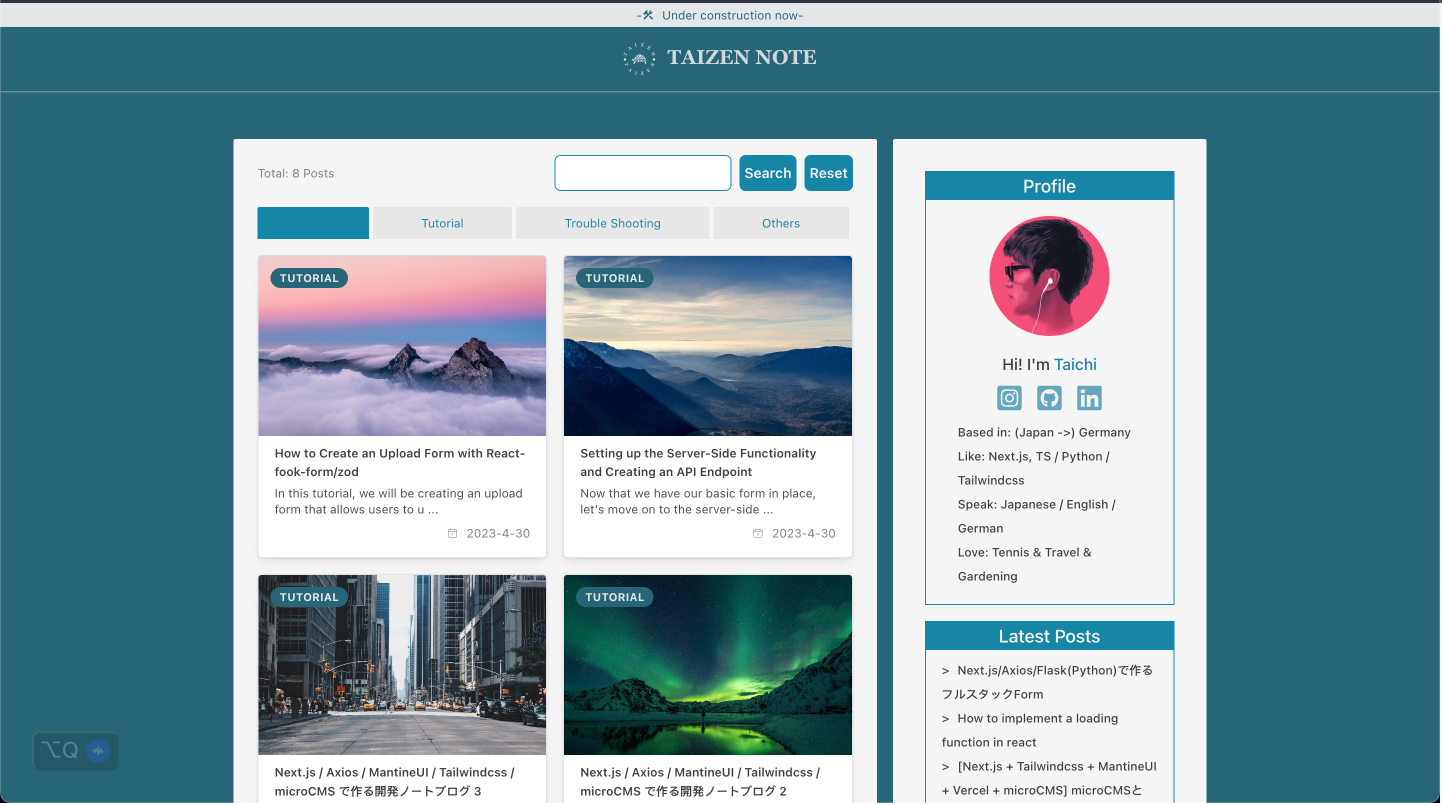 -🛠 Under construction now-
TAIZEN TAIZEN
TAIZEN NOTE
Total: 8 Posts
Search
Reset
Tutorial
Trouble Shooting
Others
TUTORIAL
How to Create an Upload Form with React-
fook-form/zod
In this tutorial, we will be creating an upload
form that allows users to u ...
2023-4-30
TUTORIAL
Setting up the Server-Side Functionality
and Creating an API Endpoint
Now that we have our basic form in place,
let's move on to the server-side ...
2023-4-30
TUTORIAL
Next.js / Axios / MantineUI / Tailwindcss /
microCMS で作る開発ノートブログ 3
TUTORIAL
Next.js / Axios / MantineUI / Tailwindcss /
microCMS で作る開発ノートブログ 2
Profile
Hi! I'm Taichi
in
Based in: (Japan ->) Germany
Like: Next.js, TS / Python /
Tailwindcss
Speak: Japanese / English /
German
Love: Tennis & Travel &
Gardening
Latest Posts
> Next.js/Axios/Flask(Python)で作る
フルスタックForm
> How to implement a loading
function in react
> [Next.js + Tailwindcss + MantineUI
+ Vercel + microCMS] microCMSと
⌥Q